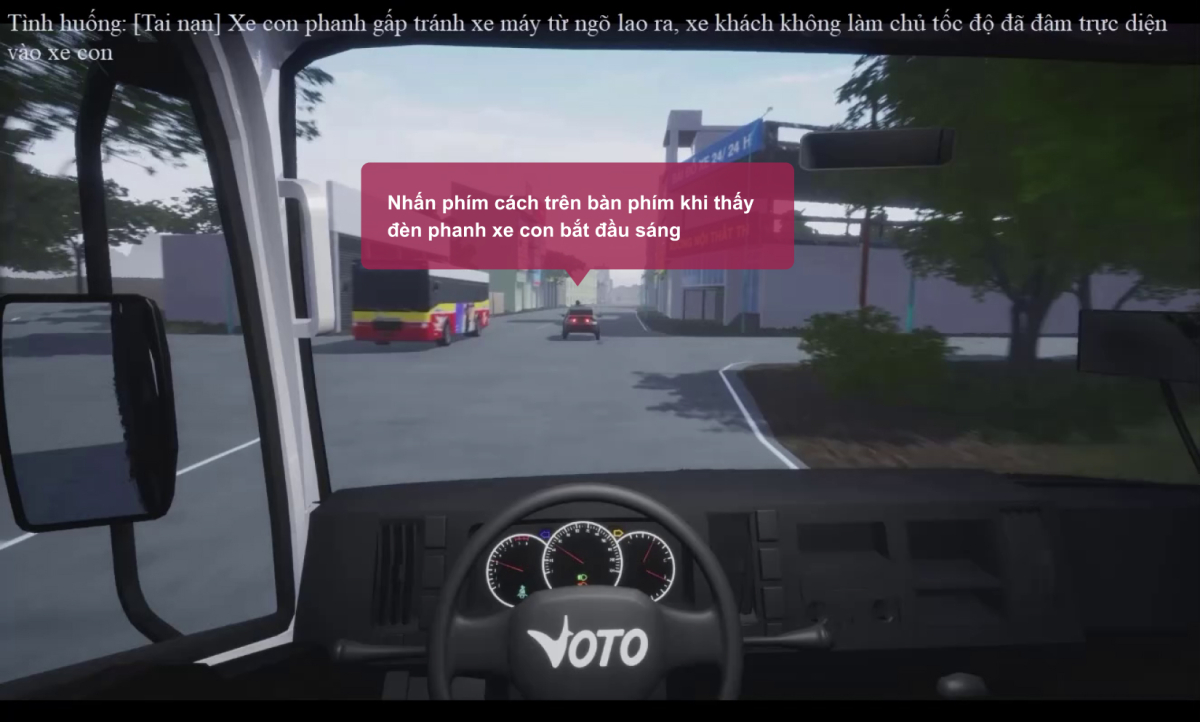 Tình huống: [Tai nạn] Xe con phanh gấp tránh xe máy từ ngõ lao ra, xe khách không làm chủ tốc độ đã đâm trực diện
vào xe con
24/24 H
Nhấn phím cách trên bàn phím khi thấy
đèn phanh xe con bắt đầu sáng
VOTO